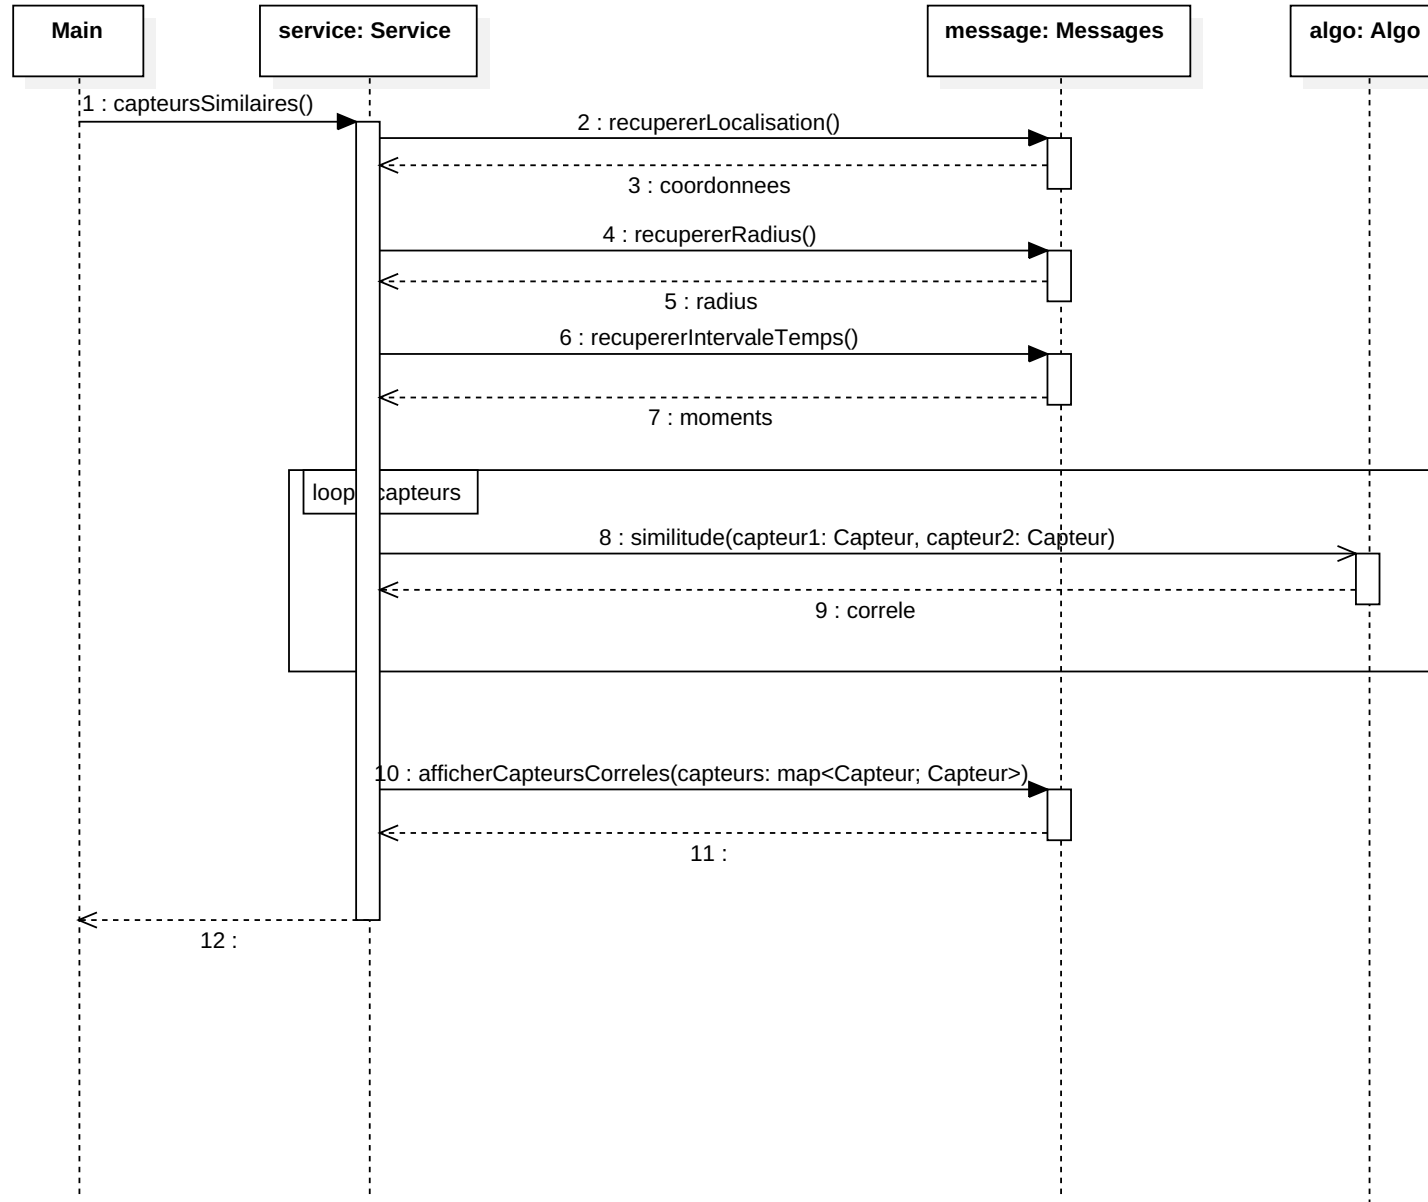 Main
service: Service
message: Messages
algo: Algo
1 : capteursSimilaires()
2 : recupererLocalisation()
3 : coordonnees
4 : recupererRadius()
5 : radius
6 : recupererIntervaleTemps()
7 : moments
loop capteurs
8 : similitude(capteur1: Capteur, capteur2: Capteur)
9 : correle
10 : afficherCapteursCorreles(capteurs: map<Capteur; Capteur>)
11 :
12 :